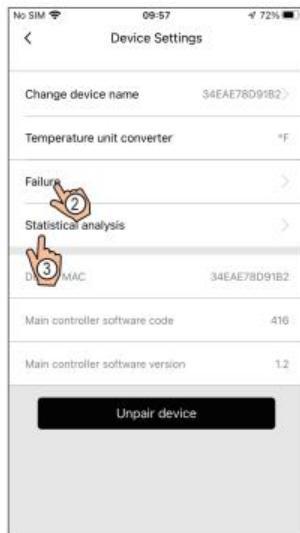 No SIM 09:57 72%
Device Settings
Change device name 34EAE78D91B2
Temperature unit converter °F
Failure
2
Statistical analysis
3
MAC 34EAE78D91B2
Main controller software code 416
Main controller software version 1.2
Unpair device